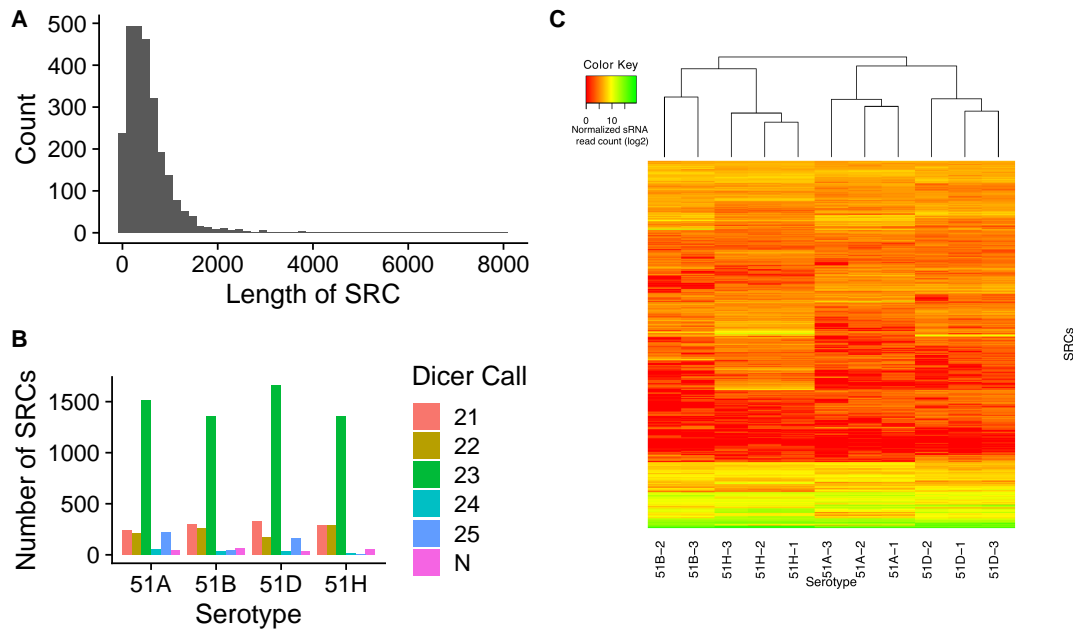 A
500
400
300
200
100
0
Count
0 2000 4000 6000 8000
Length of SRC
B
1500
1000
500
0
Number of SRCs
51A 51B 51D 51H
Serotype
Dicer Call
21
22
23
24
25
N
C
Color Key
0 10
Normalized sRNA
read count (log2)
SRCs
51B−2 51B−3 51H−3 51H−2 51H−1 51A−3 51A−2 51A−1 51D−2 51D−1 51D−3
Serotype